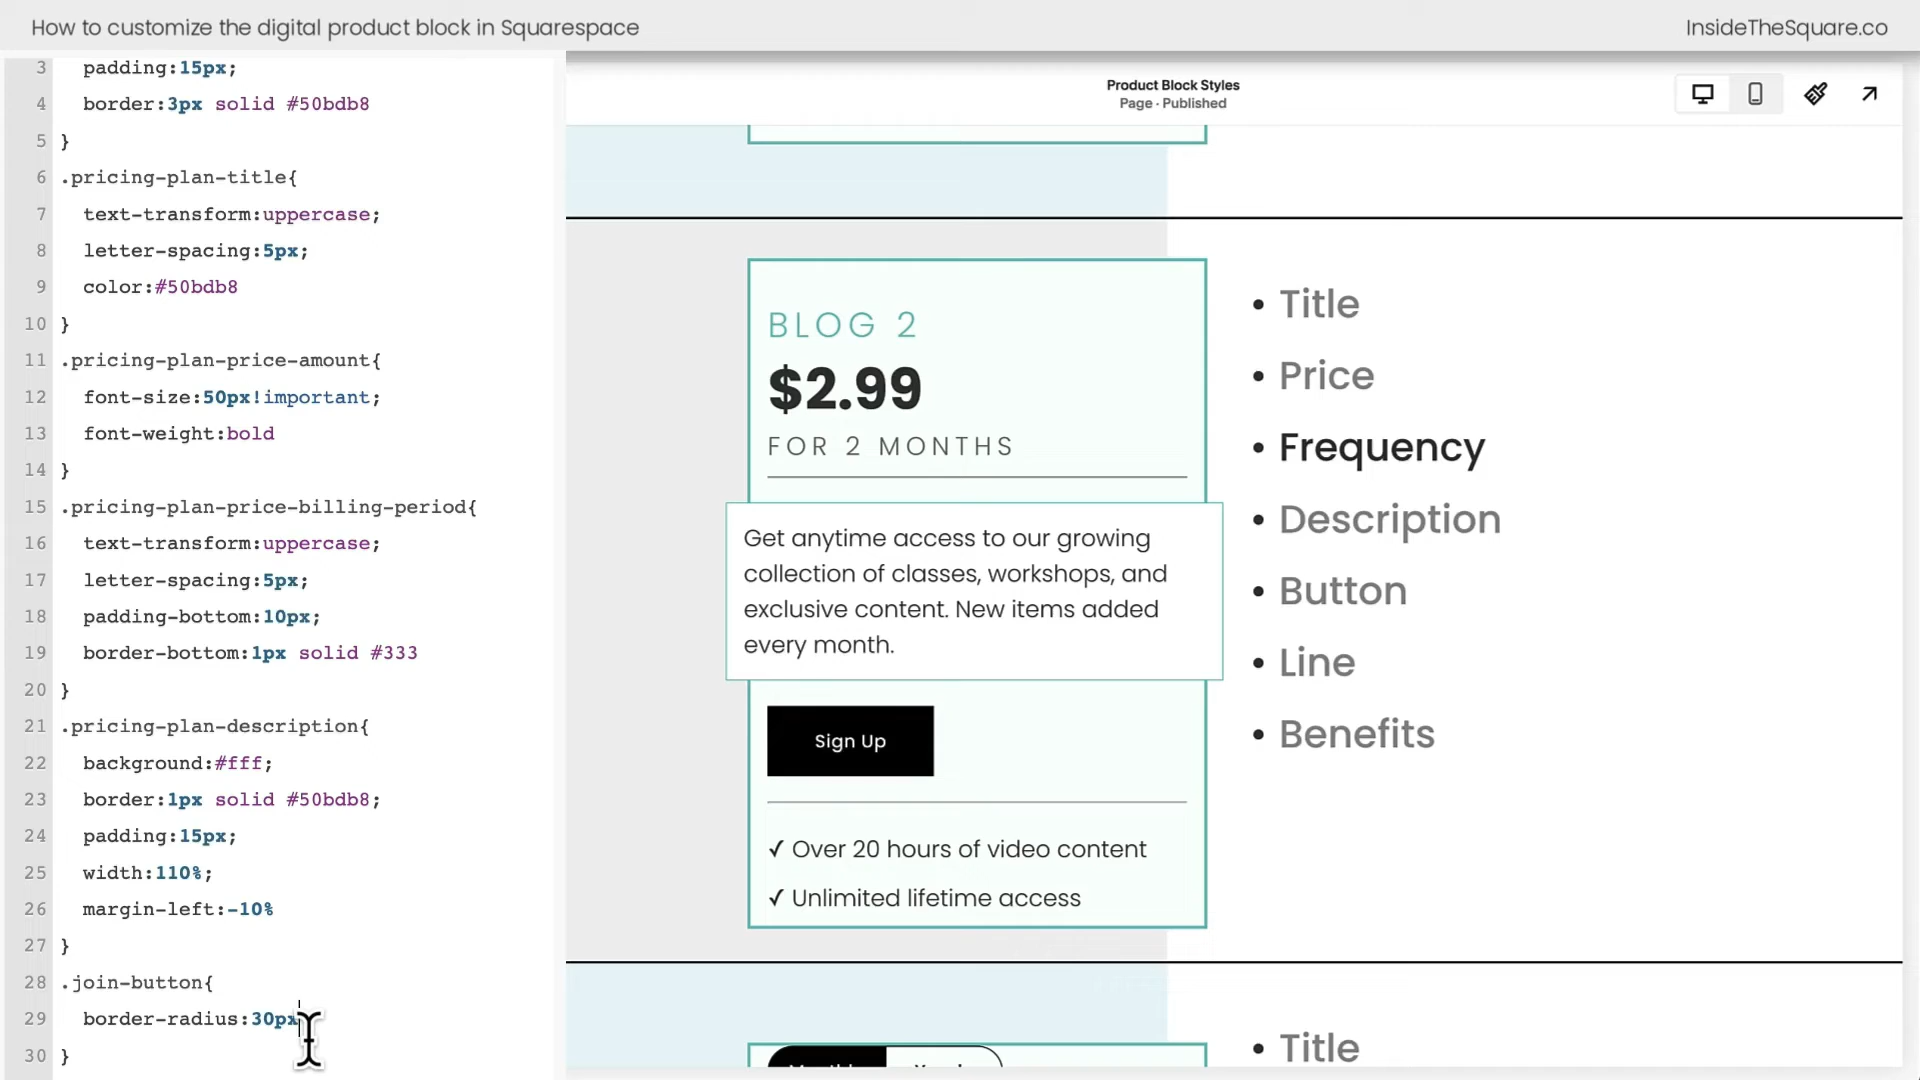 How to customize the digital product block in Squarespace
InsideTheSquare.co
3 padding:15px;
4 border:3px solid #50bdb8
5 }
6 .pricing-plan-title{
7 text-transform:uppercase;
8 letter-spacing:5px;
9 color:#50bdb8
10 }
11 .pricing-plan-price-amount{
12 font-size:50px!important;
13 font-weight:bold
14 }
15 .pricing-plan-price-billing-period{
16 text-transform:uppercase;
17 letter-spacing:5px;
18 padding-bottom:10px;
19 border-bottom:1px solid #333
20 }
21 .pricing-plan-description{
22 background:#fff;
23 border:1px solid #50bdb8;
24 padding:15px;
25 width:110%;
26 margin-left:-10%
27 }
28 .join-button{
29 border-radius:30px
30 }
Product Block Styles
Page · Published
BLOG 2
$2.99
FOR 2 MONTHS
Get anytime access to our growing
collection of classes, workshops, and
exclusive content. New items added
every month.
Sign Up
✓ Over 20 hours of video content
✓ Unlimited lifetime access
• Title
• Price
• Frequency
• Description
• Button
• Line
• Benefits
• Title